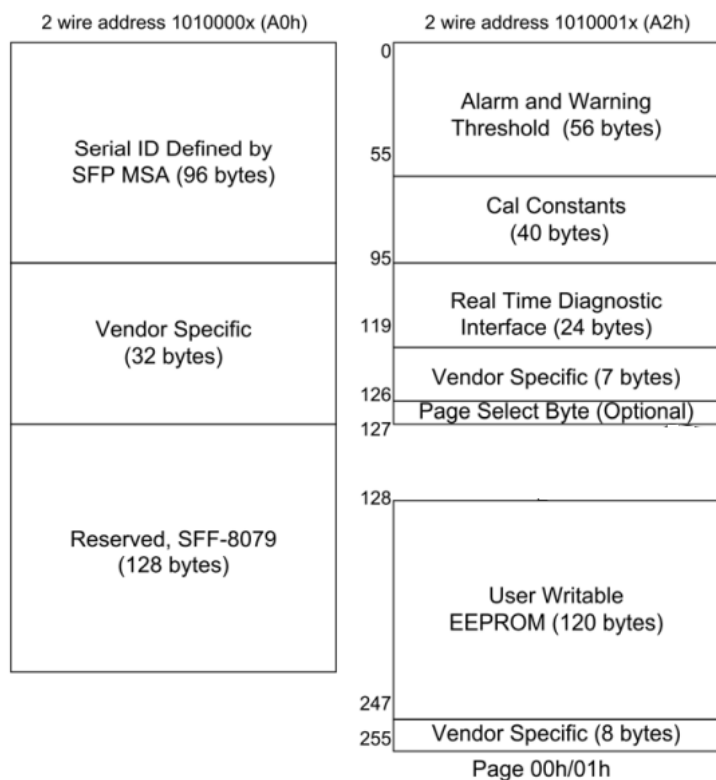 2 wire address 1010000x (A0h)
Serial ID Defined by
SFP MSA (96 bytes)
Vendor Specific
(32 bytes)
Reserved, SFF-8079
(128 bytes)
2 wire address 1010001x (A2h)
0
Alarm and Warning
Threshold (56 bytes)
55
Cal Constants
(40 bytes)
95
Real Time Diagnostic
119
Interface (24 bytes)
Vendor Specific (7 bytes)
126
Page Select Byte (Optional)
127
128
User Writable
EEPROM (120 bytes)
247
Vendor Specific (8 bytes)
255
Page 00h/01h